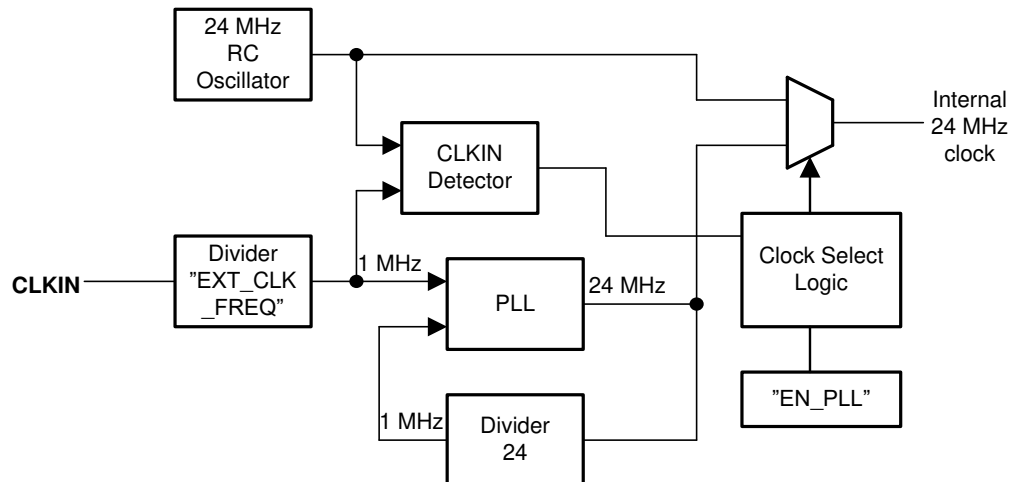 24 MHz
RC
Oscillator
CLKIN
Detector
Internal
24 MHz
clock
CLKIN
Divider
”EXT_CLK
_FREQ”
1 MHz
PLL
24 MHz
Clock Select
Logic
1 MHz
Divider
24
”EN_PLL”